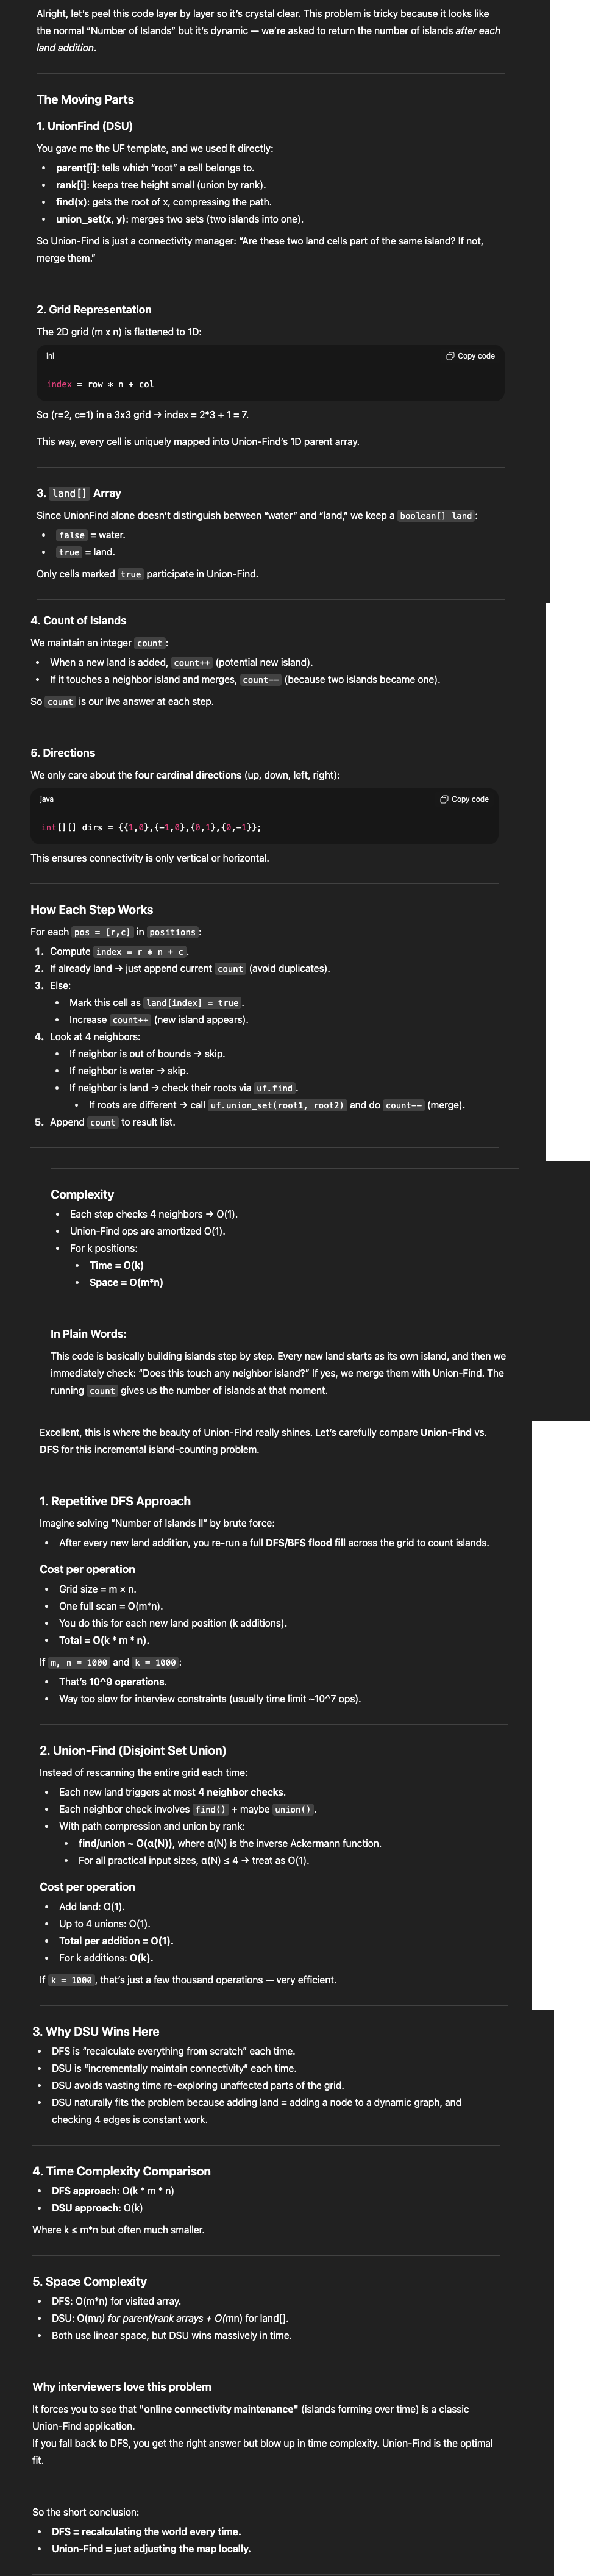 Alright, let's peel this code layer by layer so it's crystal clear. This problem is tricky because it looks like
the normal "Number of Islands" but it's dynamic — we're asked to return the number of islands after each
land addition.
The Moving Parts
1. UnionFind (DSU)
You gave me the UF template, and we used it directly:
• parent[i]: tells which "root" a cell belongs to.
• rank[i]: keeps tree height small (union by rank).
• find(x): gets the root of x, compressing the path.
• union_set(x, y): merges two sets (two islands into one).
So Union-Find is just a connectivity manager: "Are these two land cells part of the same island? If not,
merge them."
2. Grid Representation
The 2D grid (m x n) is flattened to 1D:
ini Copy code
index = row * n + col
So (r=2, c=1) in a 3x3 grid → index = 2*3 + 1 = 7.
This way, every cell is uniquely mapped into Union-Find's 1D parent array.
3. land[] Array
Since UnionFind alone doesn't distinguish between "water" and "land," we keep a boolean[] land:
• false = water.
• true = land.
Only cells marked true participate in Union-Find.
4. Count of Islands
We maintain an integer count:
• When a new land is added, count++ (potential new island).
• If it touches a neighbor island and merges, count-- (because two islands became one).
So count is our live answer at each step.
5. Directions
We only care about the four cardinal directions (up, down, left, right):
java Copy code
int[][] dirs = {{1,0},{-1,0},{0,1},{0,-1}};
This ensures connectivity is only vertical or horizontal.
How Each Step Works
For each pos = [r,c] in positions:
1. Compute index = r * n + c.
2. If already land → just append current count (avoid duplicates).
3. Else:
• Mark this cell as land[index] = true.
• Increase count++ (new island appears).
4. Look at 4 neighbors:
• If neighbor is out of bounds → skip.
• If neighbor is water → skip.
• If neighbor is land → check their roots via uf.find.
• If roots are different → call uf.union_set(root1, root2) and do count-- (merge).
5. Append count to result list.
Complexity
• Each step checks 4 neighbors → O(1).
• Union-Find ops are amortized O(1).
• For k positions:
• Time = O(k)
• Space = O(m*n)
In Plain Words:
This code is basically building islands step by step. Every new land starts as its own island, and then we
immediately check: "Does this touch any neighbor island?" If yes, we merge them with Union-Find. The
running count gives us the number of islands at that moment.
Excellent, this is where the beauty of Union-Find really shines. Let's carefully compare Union-Find vs.
DFS for this incremental island-counting problem.
1. Repetitive DFS Approach
Imagine solving "Number of Islands II" by brute force:
• After every new land addition, you re-run a full DFS/BFS flood fill across the grid to count islands.
Cost per operation
• Grid size = m × n.
• One full scan = O(m*n).
• You do this for each new land position (k additions).
• Total = O(k * m * n).
If m, n = 1000 and k = 1000:
• That's 10^9 operations.
• Way too slow for interview constraints (usually time limit ~10^7 ops).
2. Union-Find (Disjoint Set Union)
Instead of rescanning the entire grid each time:
• Each new land triggers at most 4 neighbor checks.
• Each neighbor check involves find() + maybe union().
• With path compression and union by rank:
• find/union ~ O(α(N)), where α(N) is the inverse Ackermann function.
• For all practical input sizes, α(N) ≤ 4 → treat as O(1).
Cost per operation
• Add land: O(1).
• Up to 4 unions: O(1).
• Total per addition = O(1).
• For k additions: O(k).
If k = 1000, that's just a few thousand operations — very efficient.
3. Why DSU Wins Here
• DFS is "recalculate everything from scratch" each time.
• DSU is "incrementally maintain connectivity" each time.
• DSU avoids wasting time re-exploring unaffected parts of the grid.
• DSU naturally fits the problem because adding land = adding a node to a dynamic graph, and
checking 4 edges is constant work.
4. Time Complexity Comparison
• DFS approach: O(k * m * n)
• DSU approach: O(k)
Where k ≤ m*n but often much smaller.
5. Space Complexity
• DFS: O(m*n) for visited array.
• DSU: O(mn) for parent/rank arrays + O(mn) for land[].
• Both use linear space, but DSU wins massively in time.
Why interviewers love this problem
It forces you to see that "online connectivity maintenance" (islands forming over time) is a classic
Union-Find application.
If you fall back to DFS, you get the right answer but blow up in time complexity. Union-Find is the optimal
fit.
So the short conclusion:
• DFS = recalculating the world every time.
• Union-Find = just adjusting the map locally.